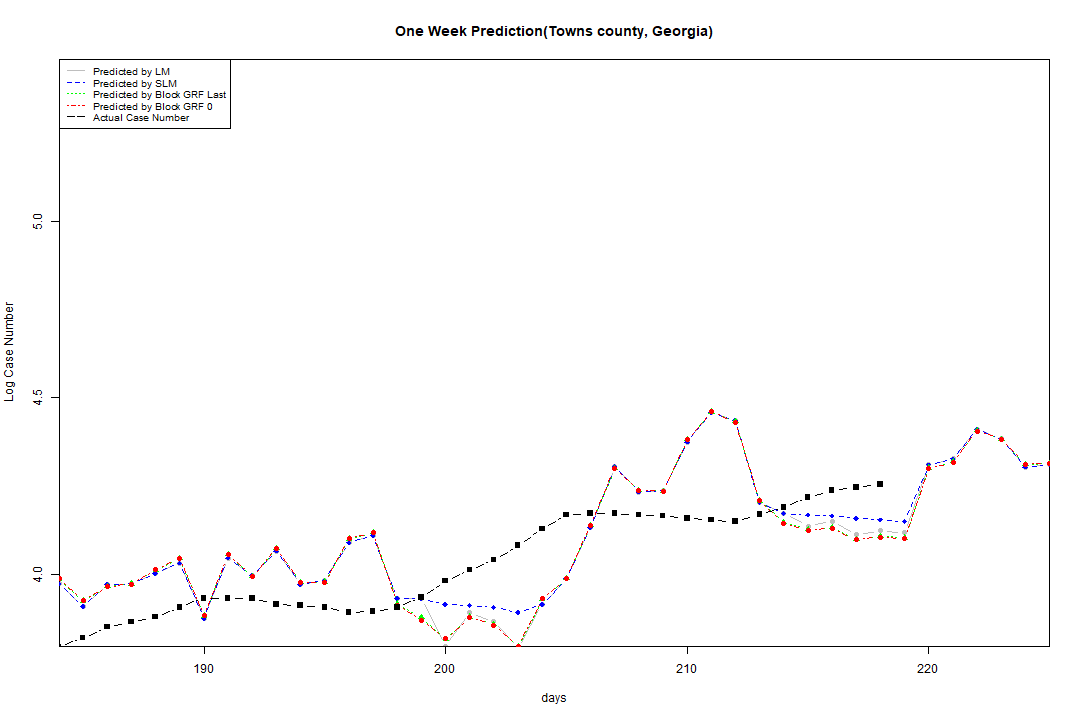 One Week Prediction(Towns county, Georgia)
Predicted by LM
Predicted by SLM
Predicted by Block GRF Last
Predicted by Block GRF 0
Actual Case Number
Log Case Number
5.0
4.5
4.0
190
200
210
220
days